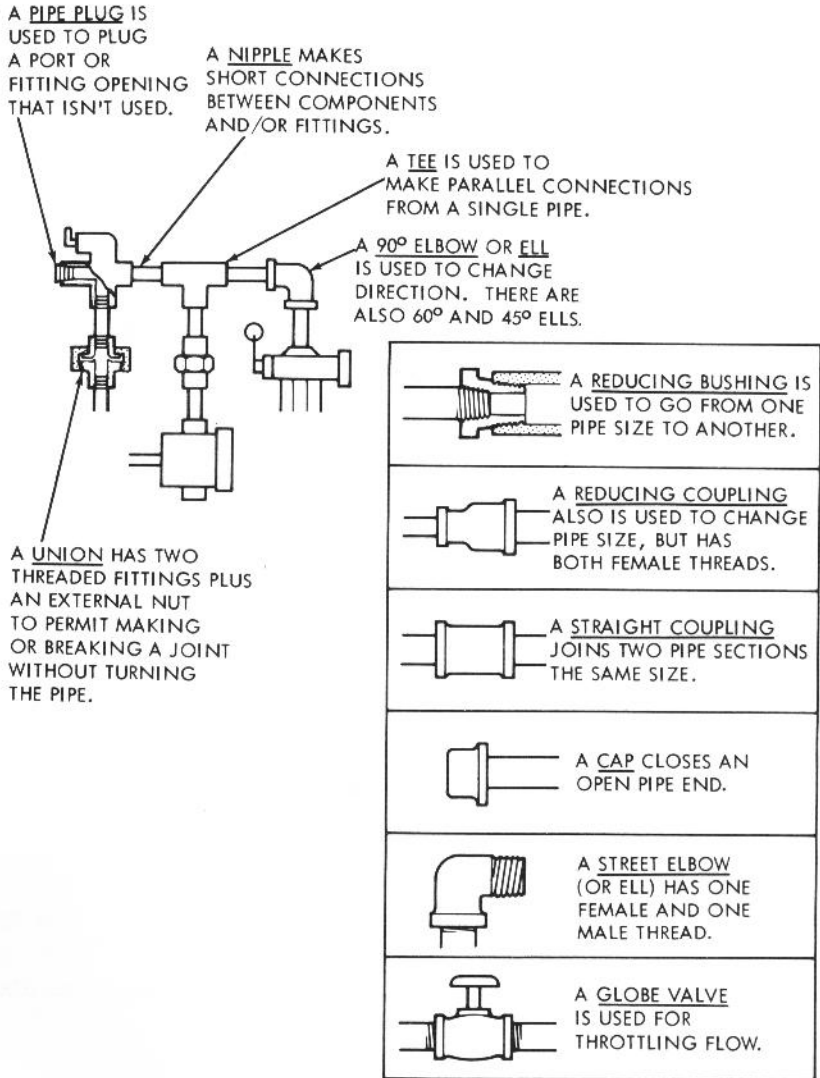 A PIPE PLUG IS
USED TO PLUG
A PORT OR
FITTING OPENING
THAT ISN'T USED.
A NIPPLE MAKES
SHORT CONNECTIONS
BETWEEN COMPONENTS
AND/OR FITTINGS.
A TEE IS USED TO
MAKE PARALLEL CONNECTIONS
FROM A SINGLE PIPE.
A 90° ELBOW OR ELL
IS USED TO CHANGE
DIRECTION. THERE ARE
ALSO 60° AND 45° ELLS.
A UNION HAS TWO
THREADED FITTINGS PLUS
AN EXTERNAL NUT
TO PERMIT MAKING
OR BREAKING A JOINT
WITHOUT TURNING
THE PIPE.
A REDUCING BUSHING IS
USED TO GO FROM ONE
PIPE SIZE TO ANOTHER.
A REDUCING COUPLING
ALSO IS USED TO CHANGE
PIPE SIZE, BUT HAS
BOTH FEMALE THREADS.
A STRAIGHT COUPLING
JOINS TWO PIPE SECTIONS
THE SAME SIZE.
A CAP CLOSES AN
OPEN PIPE END.
A STREET ELBOW
(OR ELL) HAS ONE
FEMALE AND ONE
MALE THREAD.
A GLOBE VALVE
IS USED FOR
THROTTLING FLOW.